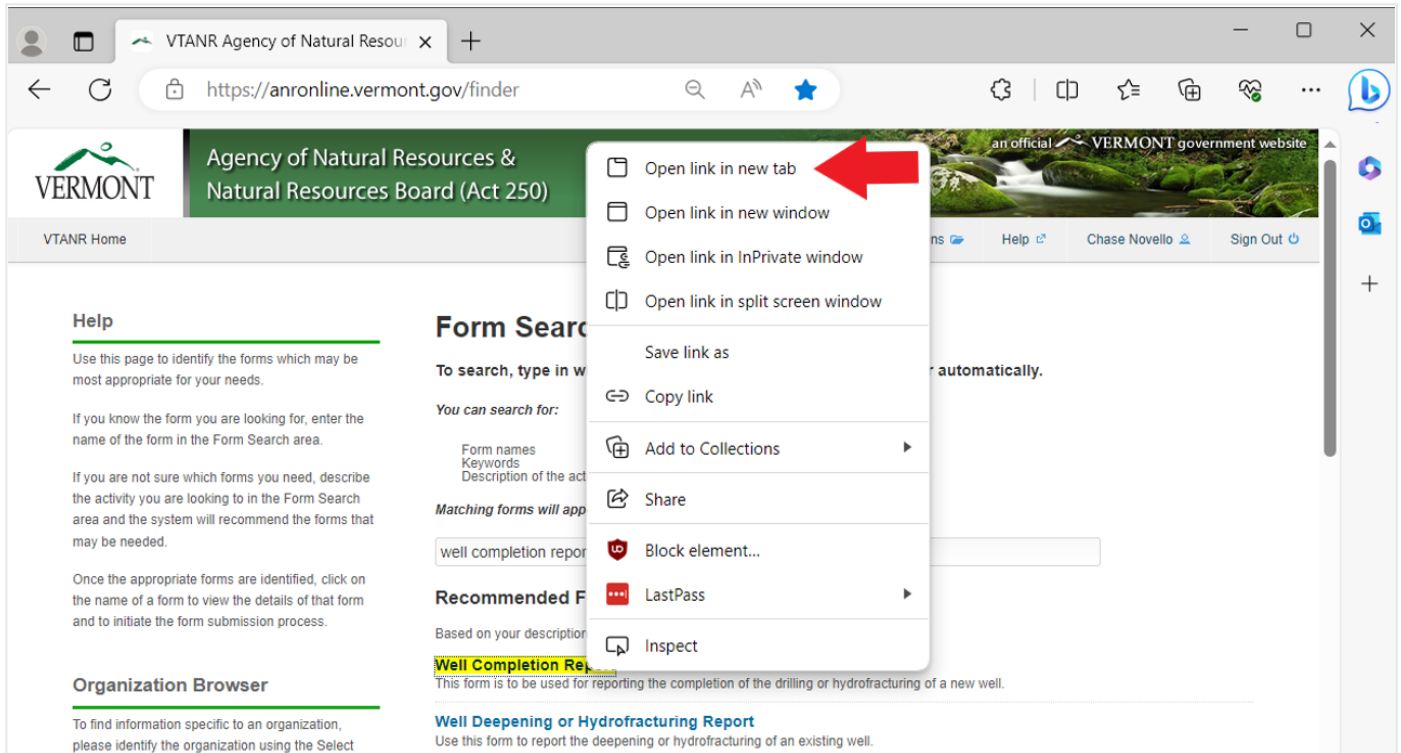 VTANR Agency of Natural Resour
https://anronline.vermont.gov/finder
VERMONT
Agency of Natural Resources &
Natural Resources Board (Act 250)
an official VERMONT government website
VTANR Home
Help
Chase Novello
Sign Out
Open link in new tab
Open link in new window
Open link in InPrivate window
Open link in split screen window
Save link as
Copy link
Add to Collections
Share
Block element...
LastPass
Inspect
Help
Use this page to identify the forms which may be
most appropriate for your needs.
If you know the form you are looking for, enter the
name of the form in the Form Search area.
If you are not sure which forms you need, describe
the activity you are looking to in the Form Search
area and the system will recommend the forms that
may be needed.
Once the appropriate forms are identified, click on
the name of a form to view the details of that form
and to initiate the form submission process.
Organization Browser
To find information specific to an organization,
please identify the organization using the Select
Form Searc
To search, type in w
automatically.
You can search for:
Form names
Keywords
Description of the act
Matching forms will app
well completion repor
Recommended F
Based on your description
Well Completion Rep
This form is to be used for reporting the completion of the drilling or hydrofracturing of a new well.
Well Deepening or Hydrofracturing Report
Use this form to report the deepening or hydrofracturing of an existing well.